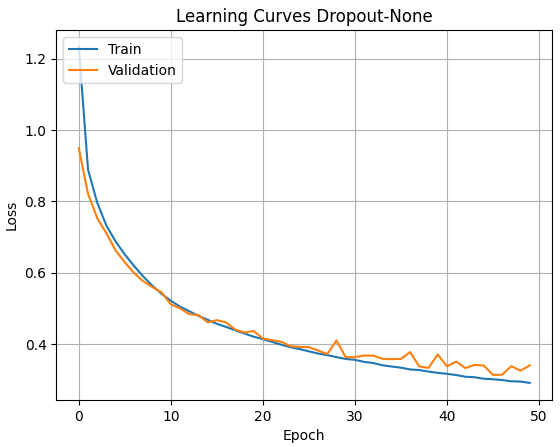 Learning Curves Dropout-None
Train
Validation
1.2
1.0
0.8
0.6
0.4
Loss
0 10 20 30 40 50
Epoch